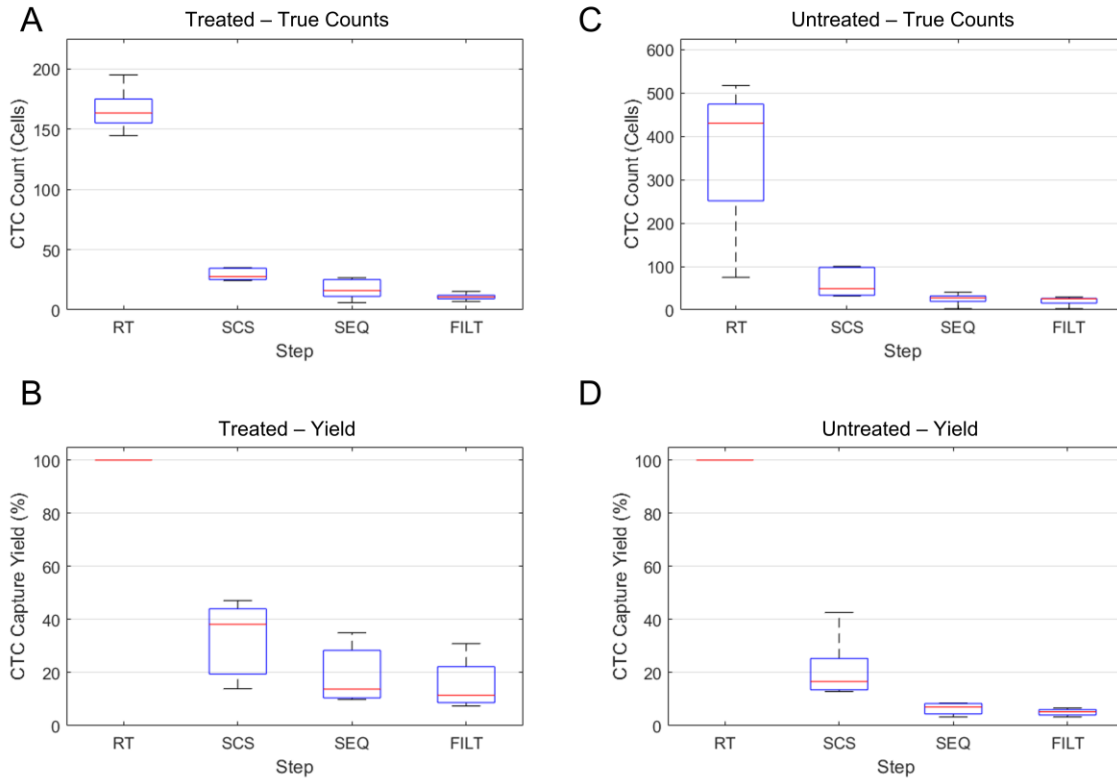 A
Treated – True Counts
CTC Count (Cells)
200
150
100
50
0
RT SCS SEQ FILT
Step
B
Treated – Yield
CTC Capture Yield (%)
100
80
60
40
20
0
RT SCS SEQ FILT
Step
C
Untreated – True Counts
CTC Count (Cells)
600
500
400
300
200
100
0
RT SCS SEQ FILT
Step
D
Untreated – Yield
CTC Capture Yield (%)
100
80
60
40
20
0
RT SCS SEQ FILT
Step